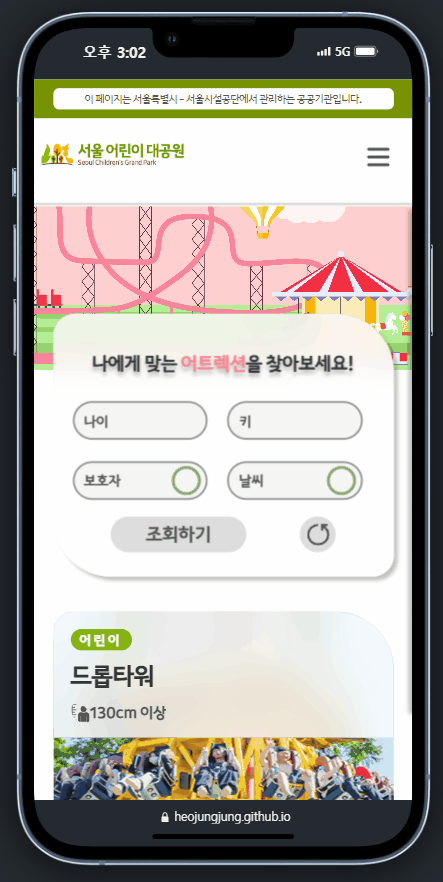 오후 3:02
5G
이 페이지는 서울특별시 - 서울시설공단에서 관리하는 공공기관입니다.
서울 어린이 대공원
Seoul Children's Grand Park
나에게 맞는 어트렉션을 찾아보세요!
나이
키
보호자
날씨
조회하기
어린이
드롭타워
130cm 이상
heojungjung.github.io